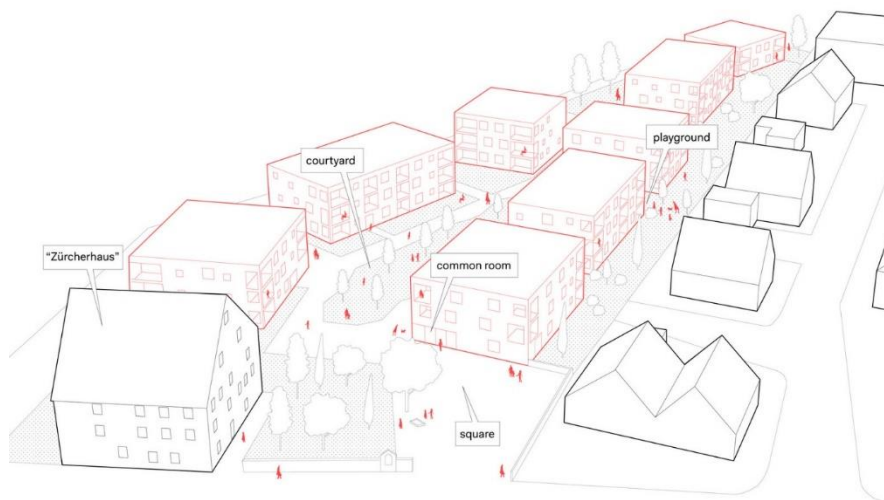 playground
courtyard
"Zürcherhaus"
common room
square